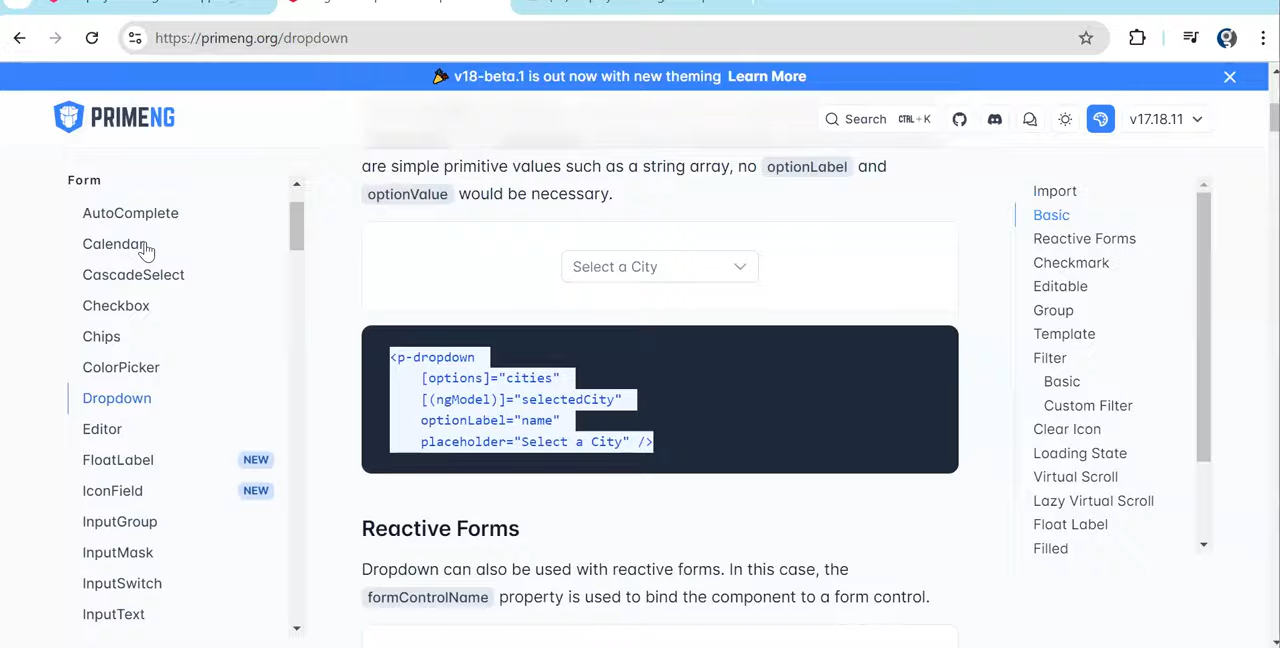 https://primeng.org/dropdown
v18-beta.1 is out now with new theming Learn More
PRIMENG
Search CTRL+K
v17.18.11
Form
AutoComplete
Calendar
CascadeSelect
Checkbox
Chips
ColorPicker
Dropdown
Editor
FloatLabel NEW
IconField NEW
InputGroup
InputMask
InputSwitch
InputText
are simple primitive values such as a string array, no optionLabel and
optionValue would be necessary.
Select a City
<p-dropdown
[options]="cities"
[(ngModel)]="selectedCity"
optionLabel="name"
placeholder="Select a City" />
Reactive Forms
Dropdown can also be used with reactive forms. In this case, the
formControlName property is used to bind the component to a form control.
Import
Basic
Reactive Forms
Checkmark
Editable
Group
Template
Filter
Basic
Custom Filter
Clear Icon
Loading State
Virtual Scroll
Lazy Virtual Scroll
Float Label
Filled